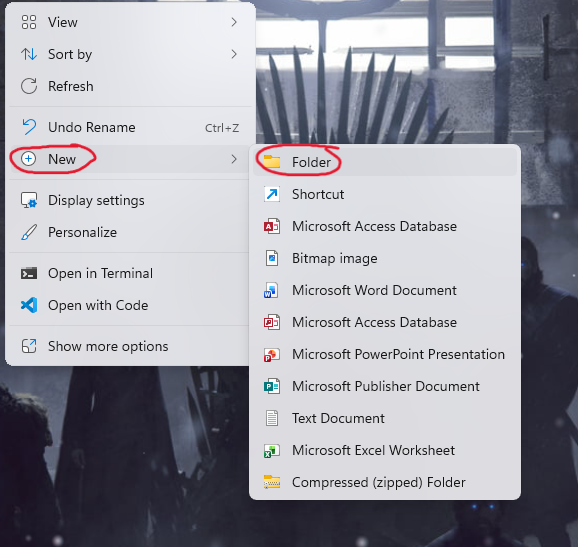 View
Sort by
Refresh
Undo Rename Ctrl+Z
New
Display settings
Personalize
Open in Terminal
Open with Code
Show more options
Folder
Shortcut
Microsoft Access Database
Bitmap image
Microsoft Word Document
Microsoft Access Database
Microsoft PowerPoint Presentation
Microsoft Publisher Document
Text Document
Microsoft Excel Worksheet
Compressed (zipped) Folder